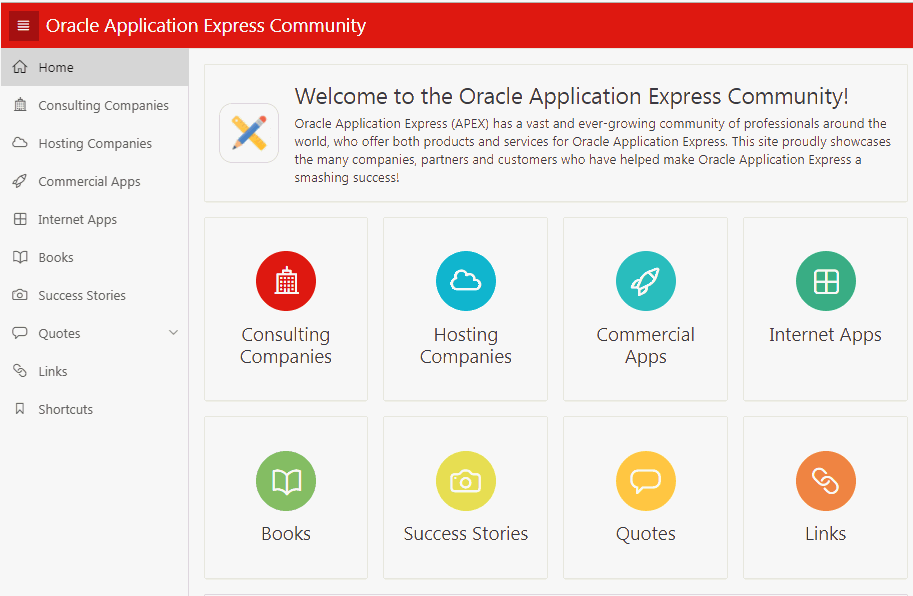 Oracle Application Express Community
Home
Consulting Companies
Hosting Companies
Commercial Apps
Internet Apps
Books
Success Stories
Quotes
Links
Shortcuts
Welcome to the Oracle Application Express Community!
Oracle Application Express (APEX) has a vast and ever-growing community of professionals around the
world, who offer both products and services for Oracle Application Express. This site proudly showcases
the many companies, partners and customers who have helped make Oracle Application Express a
smashing success!
Consulting
Companies
Hosting
Companies
Commercial
Apps
Internet Apps
Books
Success Stories
Quotes
Links